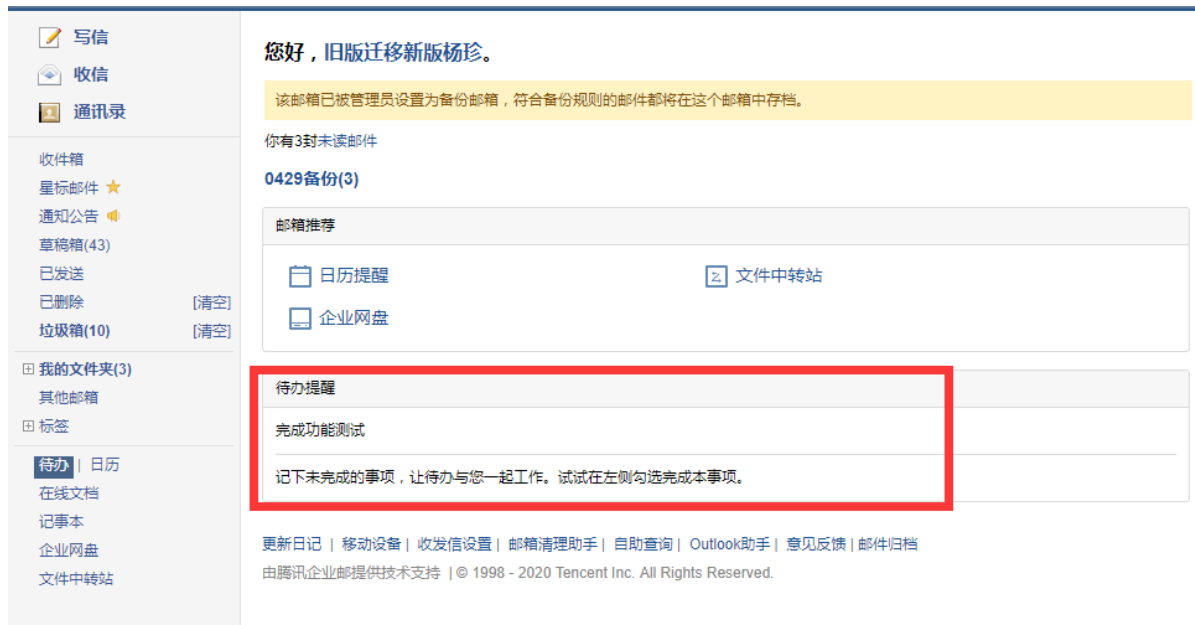 写信
收信
通讯录
收件箱
星标邮件
通知公告
草稿箱(43)
已发送
已删除 [清空]
垃圾箱(10) [清空]
我的文件夹(3)
其他邮箱
标签
待办 | 日历
在线文档
记事本
企业网盘
文件中转站
您好，旧版迁移新版杨珍。
该邮箱已被管理员设置为备份邮箱，符合备份规则的邮件都将在这个邮箱中存档。
你有3封未读邮件
0429备份(3)
邮箱推荐
日历提醒 文件中转站
企业网盘
待办提醒
完成功能测试
记下未完成的事项，让待办与您一起工作。试试在左侧勾选完成本事项。
更新日记 | 移动设备 | 收发信设置 | 邮箱清理助手 | 自助查询 | Outlook助手 | 意见反馈 | 邮件归档
由腾讯企业邮提供技术支持 | © 1998 - 2020 Tencent Inc. All Rights Reserved.